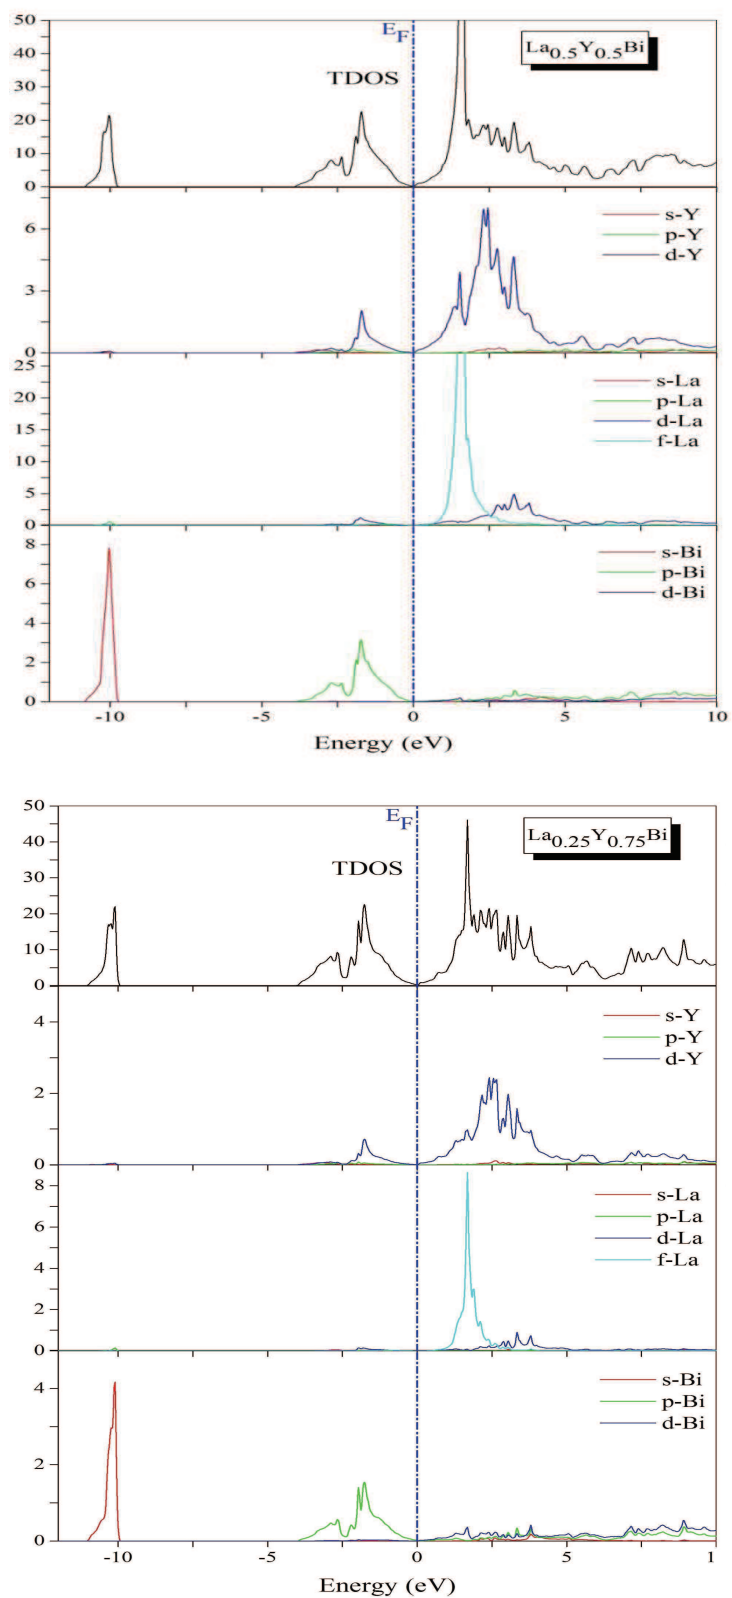 50
40
30
20
10
0
E_F
TDOS
La0.5Y0.5Bi
6
3
0
s-Y
p-Y
d-Y
25
20
15
10
5
0
s-La
p-La
d-La
f-La
8
6
4
2
0
s-Bi
p-Bi
d-Bi
-10 -5 0 5 10
Energy (eV)
50
40
30
20
10
0
E_F
TDOS
La0.25Y0.75Bi
4
2
0
s-Y
p-Y
d-Y
8
6
4
2
0
s-La
p-La
d-La
f-La
4
2
0
s-Bi
p-Bi
d-Bi
-10 -5 0 5 1
Energy (eV)